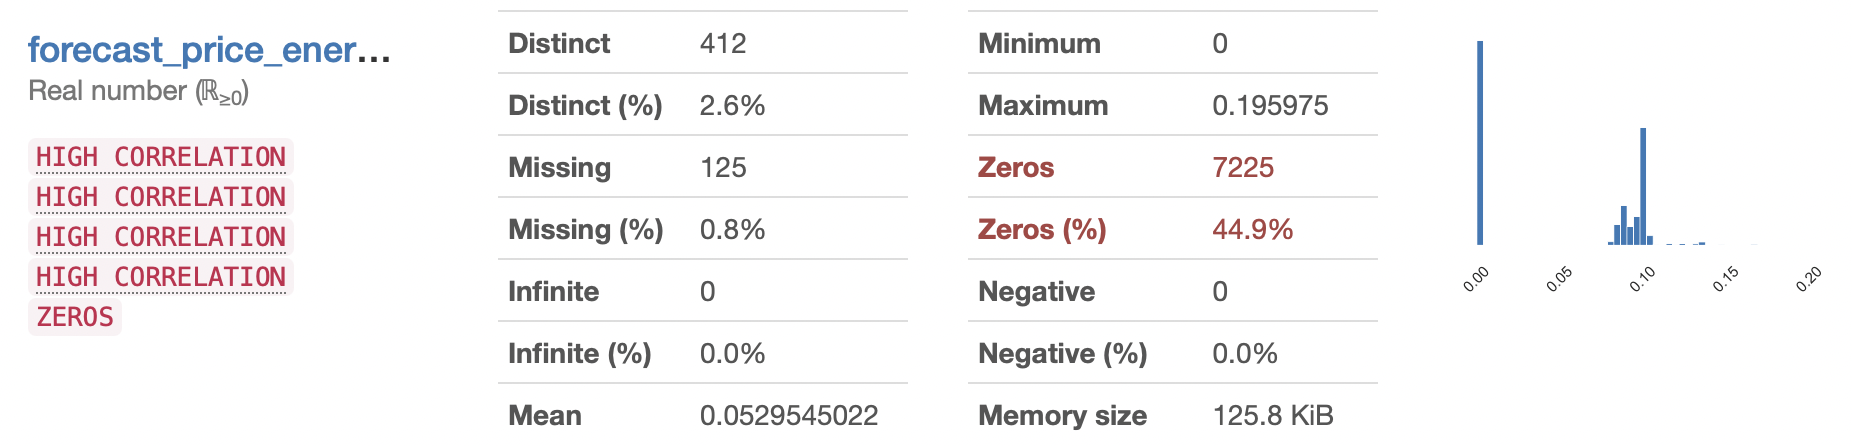 forecast_price_ener...
Real number (ℝ≥0)
HIGH CORRELATION
HIGH CORRELATION
HIGH CORRELATION
HIGH CORRELATION
ZEROS
Distinct 412
Distinct (%) 2.6%
Missing 125
Missing (%) 0.8%
Infinite 0
Infinite (%) 0.0%
Mean 0.0529545022
Minimum 0
Maximum 0.195975
Zeros 7225
Zeros (%) 44.9%
Negative 0
Negative (%) 0.0%
Memory size 125.8 KiB
0.00 0.05 0.10 0.15 0.20